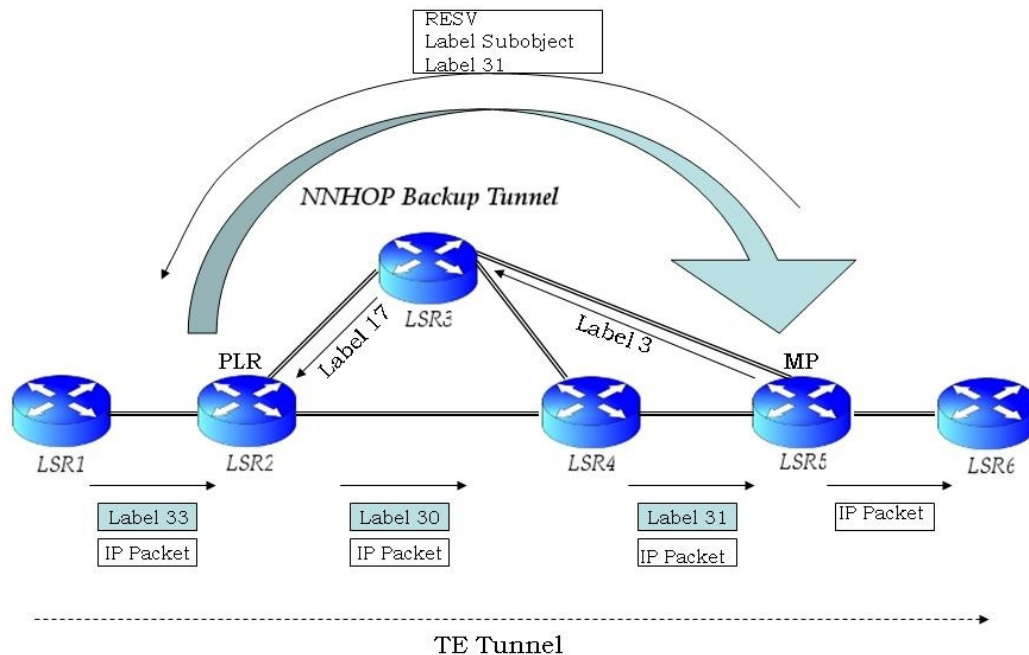 RESV
Label Subobject
Label 31
NNHOP Backup Tunnel
LSR3
Label 17
Label 3
PLR
MP
LSR1
LSR2
LSR4
LSR5
LSR6
Label 33
IP Packet
Label 30
IP Packet
Label 31
IP Packet
IP Packet
TE Tunnel